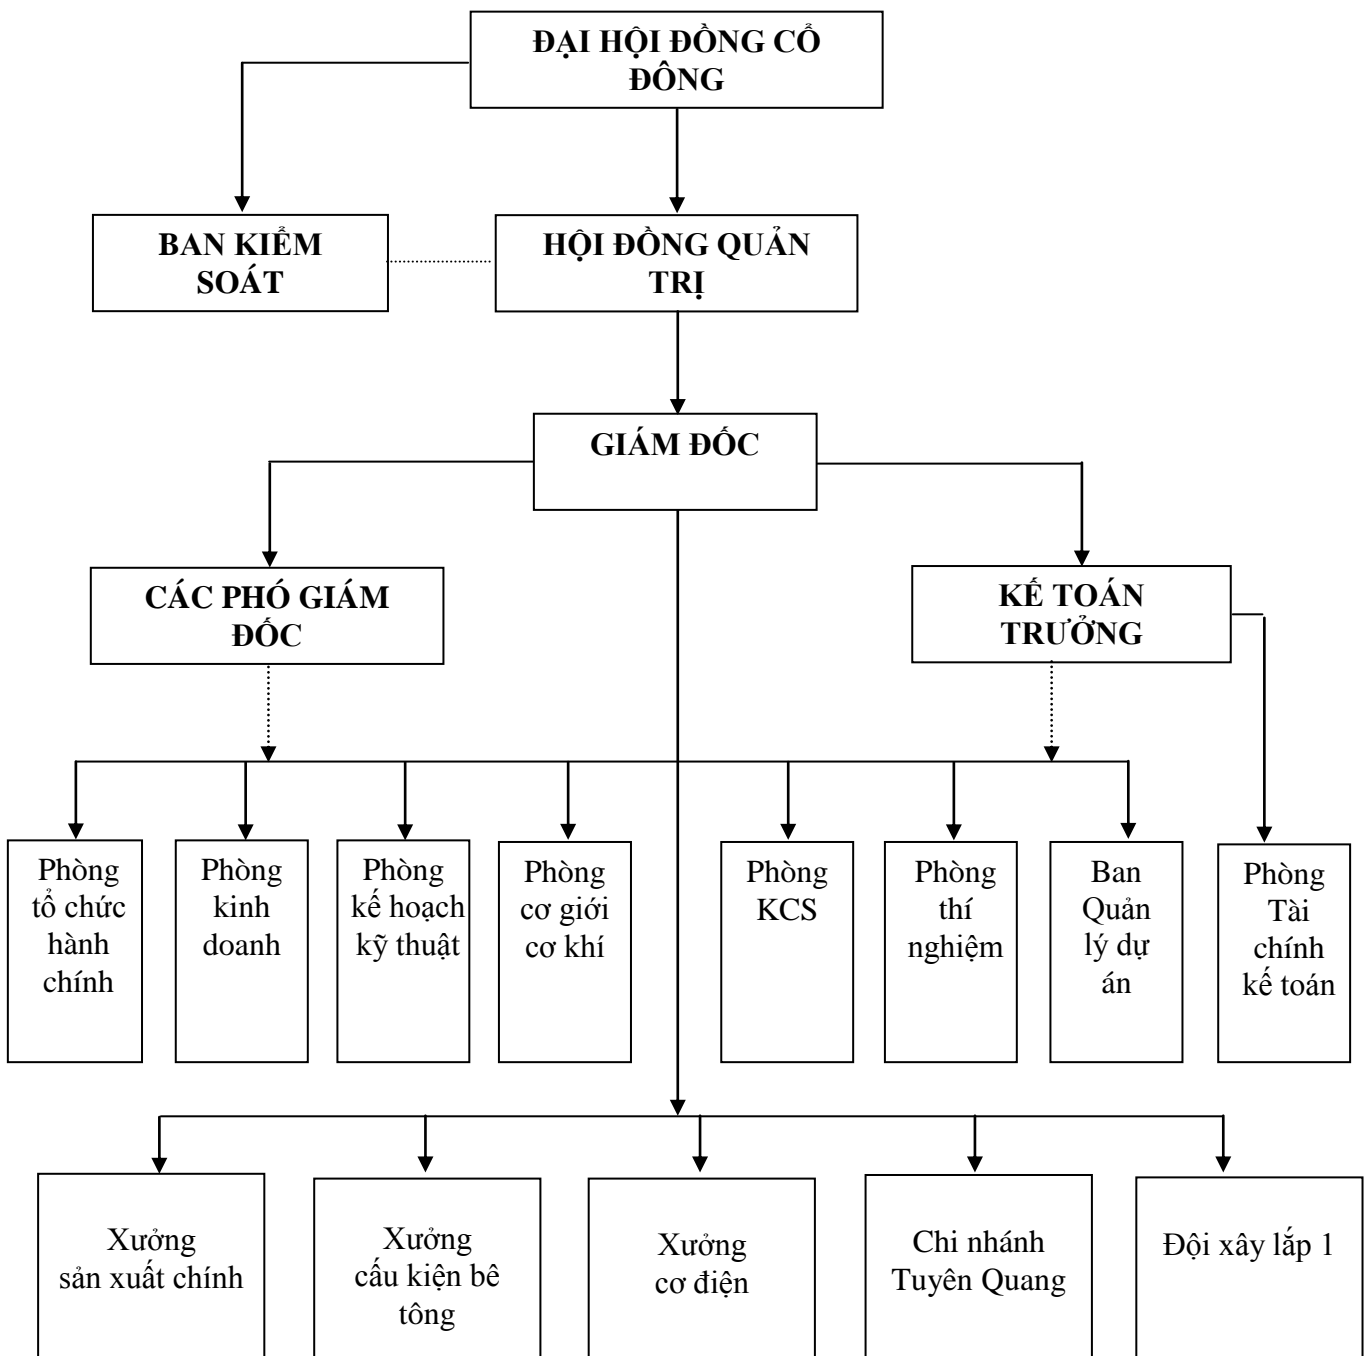 ĐẠI HỘI ĐỒNG CỔ
ĐÔNG
BAN KIỂM
SOÁT
HỘI ĐỒNG QUẢN
TRỊ
GIÁM ĐỐC
CÁC PHÓ GIÁM
ĐỐC
KẾ TOÁN
TRƯỞNG
Phòng
tổ chức
hành
chính
Phòng
kinh
doanh
Phòng
kế hoạch
kỹ thuật
Phòng
cơ giới
cơ khí
Phòng
KCS
Phòng
thí
nghiệm
Ban
Quản
lý dự
án
Phòng
Tài
chính
kế toán
Xưởng
sản xuất chính
Xưởng
cấu kiện bê
tông
Xưởng
cơ điện
Chi nhánh
Tuyên Quang
Đội xây lắp 1